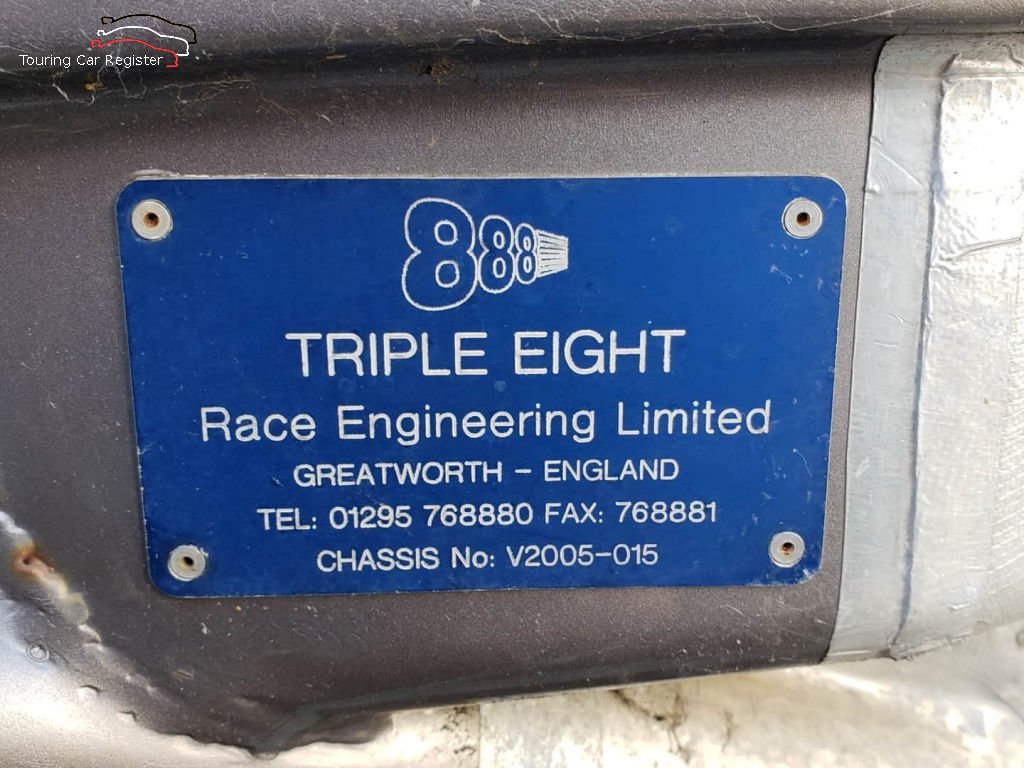 Touring Car Register
888
TRIPLE EIGHT
Race Engineering Limited
GREATWORTH - ENGLAND
TEL: 01295 768880 FAX: 768881
CHASSIS No: V2005-015